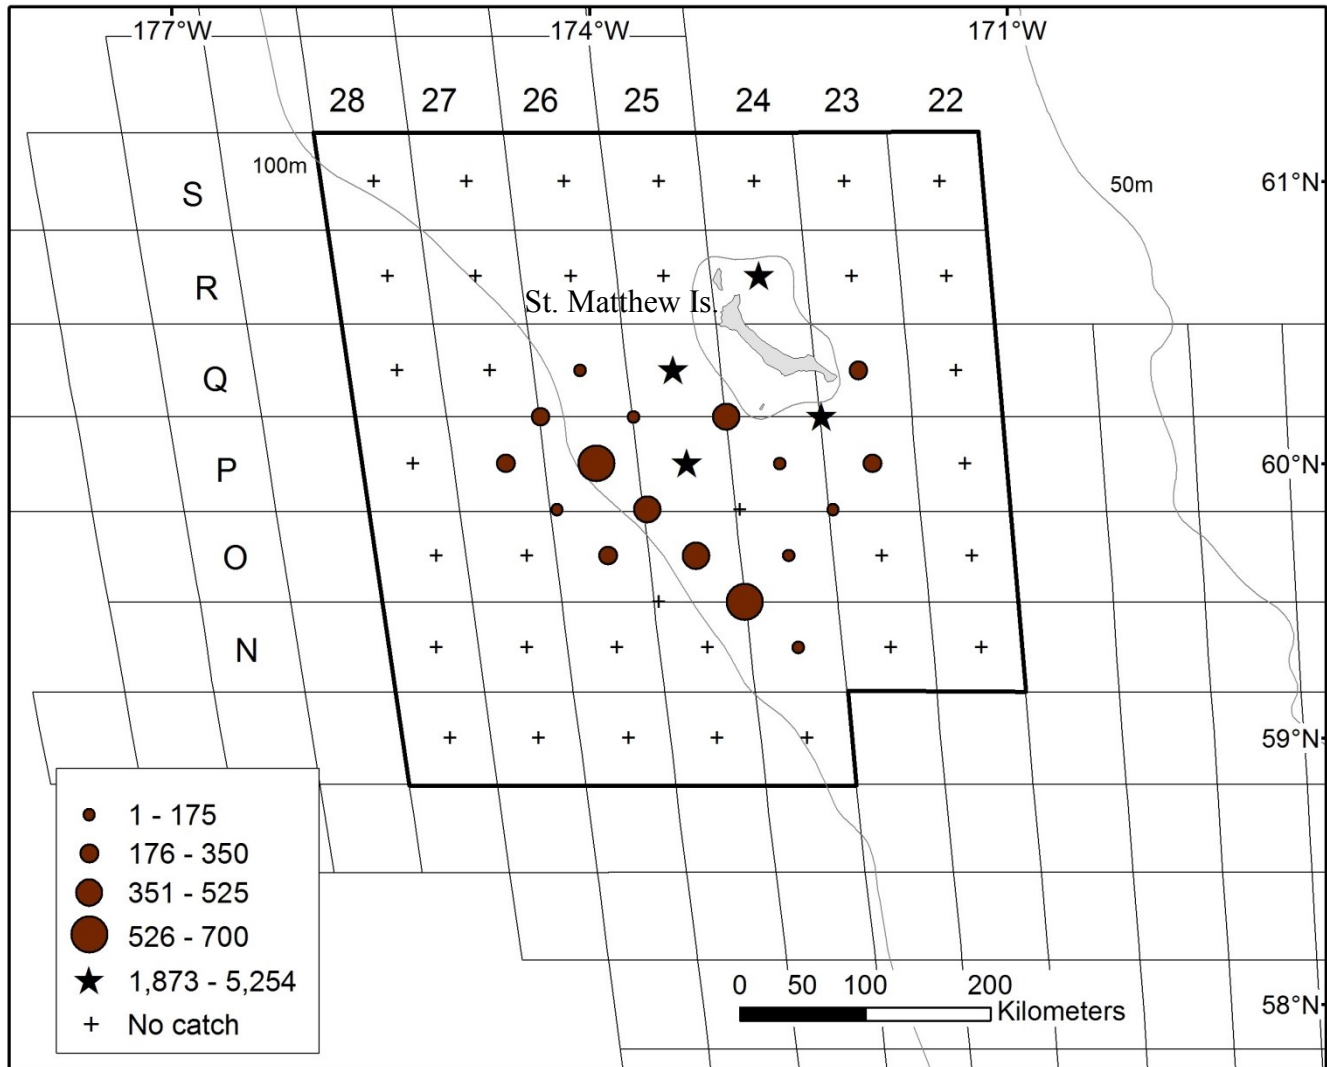 177°W 174°W 171°W
28 27 26 25 24 23 22
100m
50m
61°N
S
R
St. Matthew Is.
Q
P
60°N
O
N
59°N
1 - 175
176 - 350
351 - 525
526 - 700
1,873 - 5,254
No catch
0 50 100 200
Kilometers
58°N